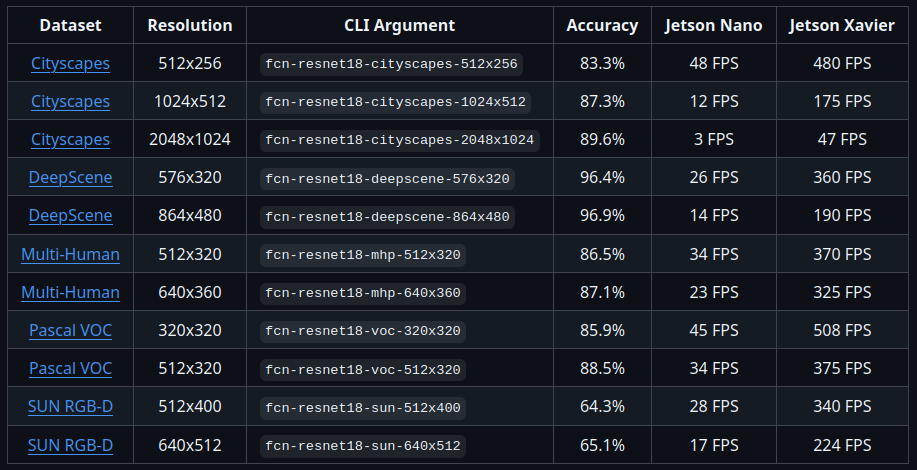 Dataset Resolution CLI Argument Accuracy Jetson Nano Jetson Xavier
Cityscapes 512x256 fcn-resnet18-cityscapes-512x256 83.3% 48 FPS 480 FPS
Cityscapes 1024x512 fcn-resnet18-cityscapes-1024x512 87.3% 12 FPS 175 FPS
Cityscapes 2048x1024 fcn-resnet18-cityscapes-2048x1024 89.6% 3 FPS 47 FPS
DeepScene 576x320 fcn-resnet18-deepscene-576x320 96.4% 26 FPS 360 FPS
DeepScene 864x480 fcn-resnet18-deepscene-864x480 96.9% 14 FPS 190 FPS
Multi-Human 512x320 fcn-resnet18-mhp-512x320 86.5% 34 FPS 370 FPS
Multi-Human 640x360 fcn-resnet18-mhp-640x360 87.1% 23 FPS 325 FPS
Pascal VOC 320x320 fcn-resnet18-voc-320x320 85.9% 45 FPS 508 FPS
Pascal VOC 512x320 fcn-resnet18-voc-512x320 88.5% 34 FPS 375 FPS
SUN RGB-D 512x400 fcn-resnet18-sun-512x400 64.3% 28 FPS 340 FPS
SUN RGB-D 640x512 fcn-resnet18-sun-640x512 65.1% 17 FPS 224 FPS